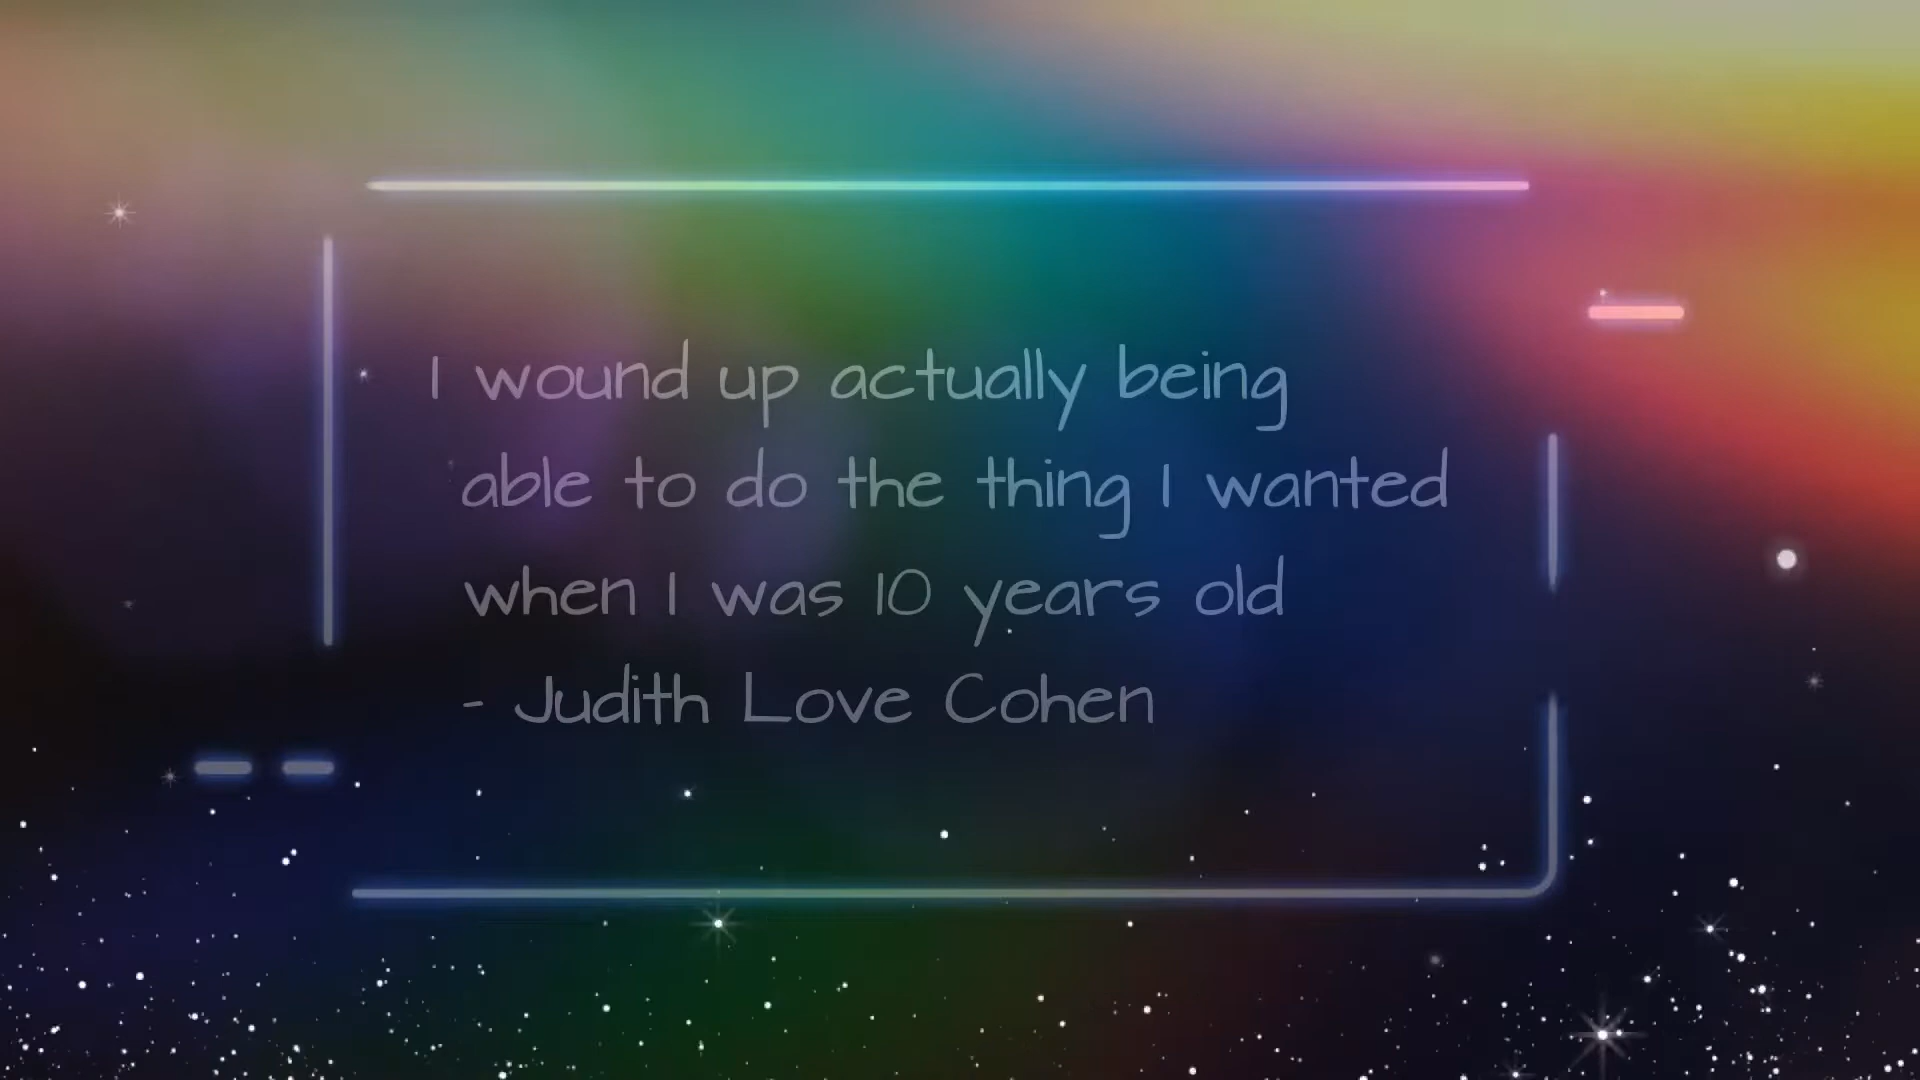 I wound up actually being
able to do the thing I wanted
when I was 10 years old
- Judith Love Cohen